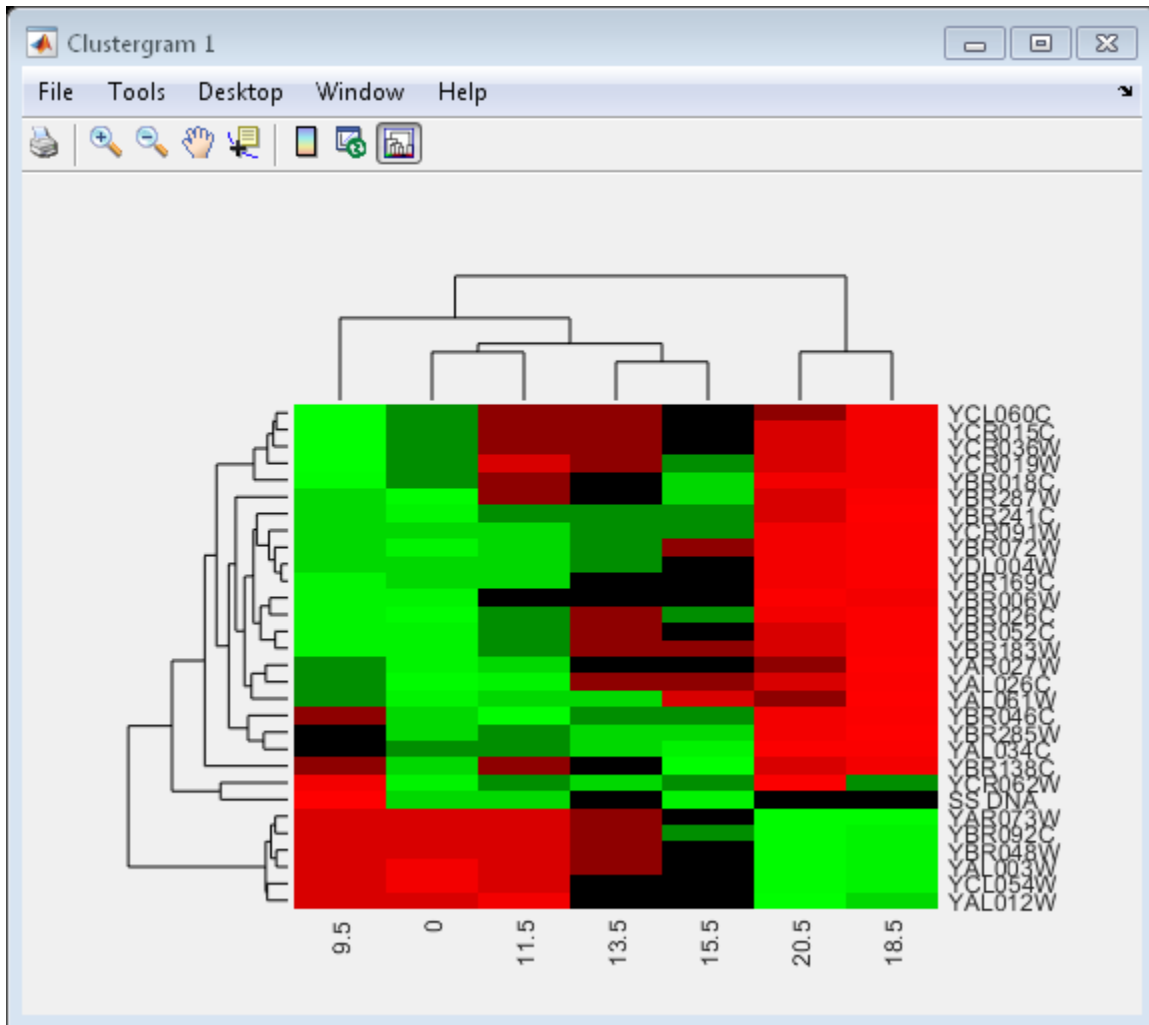 Clustergram 1
File Tools Desktop Window Help
YCL060C
YCR015C
YCR036W
YCR019W
YBR018C
YBR287W
YBR241C
YCR091W
YBR072W
YDL004W
YBR169C
YBR006W
YBR026C
YBR052C
YBR183W
YAR027W
YAL026C
YAL061W
YBR046C
YBR285W
YAL034C
YBR138C
YCR062W
SS DNA
YAR073W
YBR092C
YBR048W
YAL003W
YCL054W
YAL012W
9.5 0 11.5 13.5 15.5 20.5 18.5